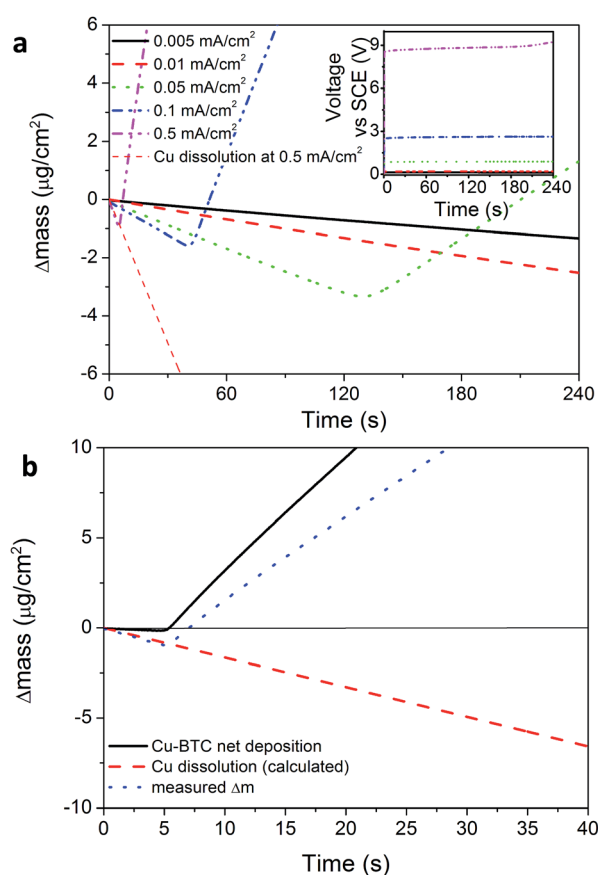 a
0.005 mA/cm²
0.01 mA/cm²
0.05 mA/cm²
0.1 mA/cm²
0.5 mA/cm²
Cu dissolution at 0.5 mA/cm²
Voltage
vs SCE (V)
9
6
3
0
0 60 120 180 240
Time (s)
Δmass (μg/cm²)
6
4
2
0
-2
-4
-6
0 60 120 180 240
Time (s)
b
Δmass (μg/cm²)
10
5
0
-5
-10
Cu-BTC net deposition
Cu dissolution (calculated)
measured Δm
0 5 10 15 20 25 30 35 40
Time (s)